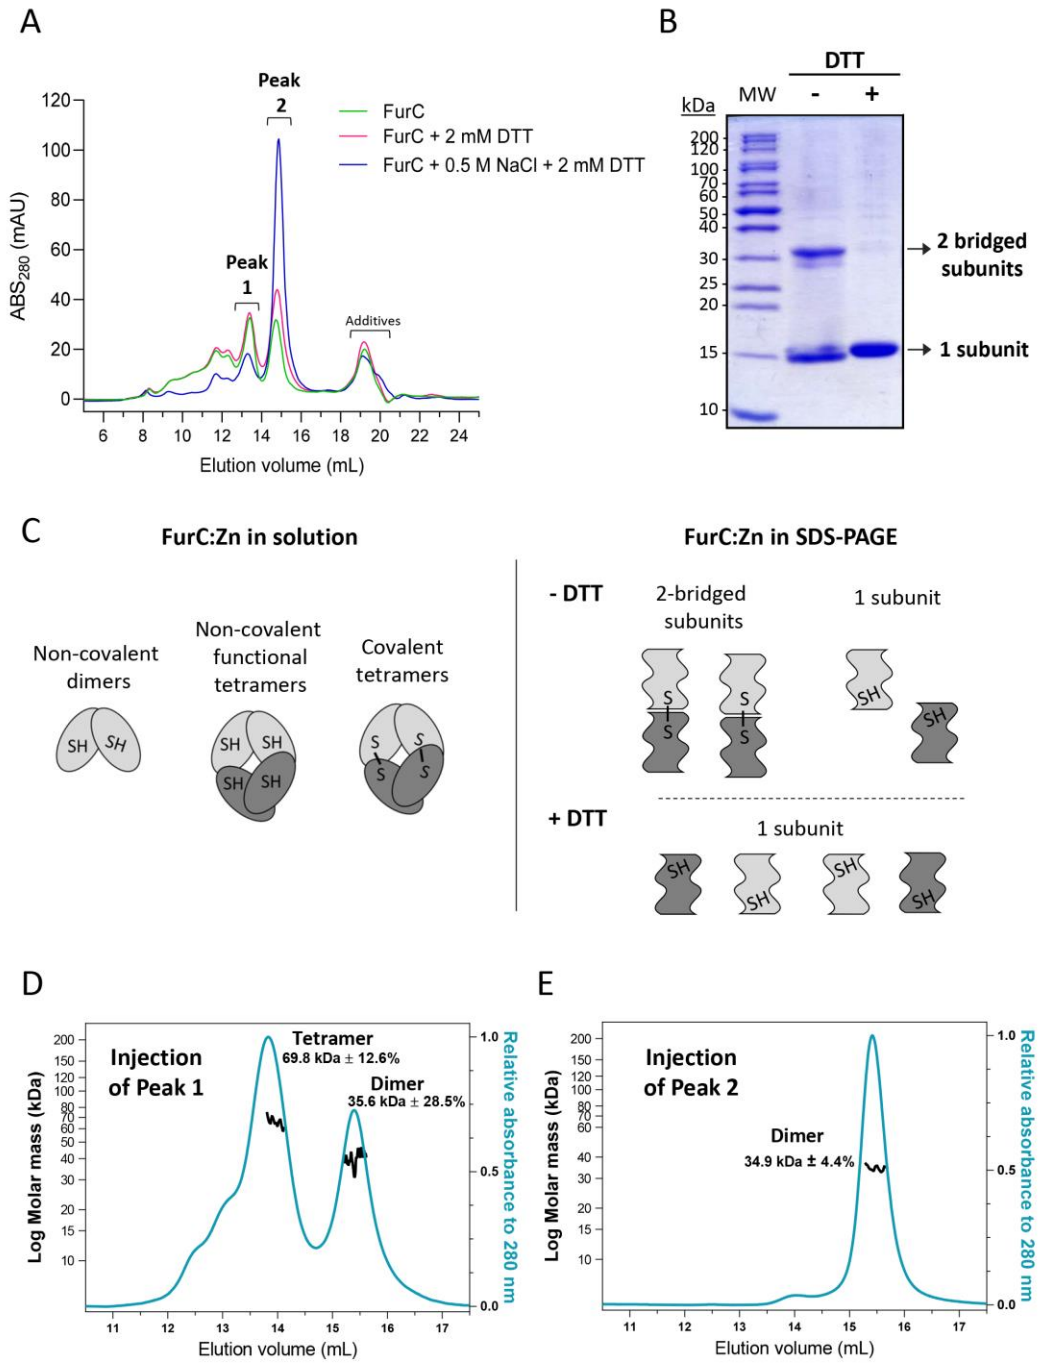 A
Peak
2
Peak
1
Additives
FurC
FurC + 2 mM DTT
FurC + 0.5 M NaCl + 2 mM DTT
ABS280 (mAU)
120
100
80
60
40
20
0
6 8 10 12 14 16 18 20 22 24
Elution volume (mL)
B
DTT
kDa MW - +
200
120
100
70
60
50
40
30
25
20
15
10
2 bridged
subunits
1 subunit
C
FurC:Zn in solution
Non-covalent
dimers
SH SH
Non-covalent
functional
tetramers
SH SH
SH SH
Covalent
tetramers
S S
S S
FurC:Zn in SDS-PAGE
- DTT
2-bridged
subunits
S S
S S
1 subunit
SH
SH
+ DTT
1 subunit
SH SH SH SH
D
Injection
of Peak 1
Tetramer
69.8 kDa ± 12.6%
Dimer
35.6 kDa ± 28.5%
Log Molar mass (kDa)
200
150
120
100
80
70
60
50
40
30
20
15
10
Relative absorbance to 280 nm
1.0
0.5
0.0
11 12 13 14 15 16 17
Elution volume (mL)
E
Injection
of Peak 2
Dimer
34.9 kDa ± 4.4%
Log Molar mass (kDa)
200
150
120
100
80
70
60
40
30
20
15
10
Relative absorbance to 280 nm
1.0
0.5
0.0
11 12 13 14 15 16 17
Elution volume (mL)